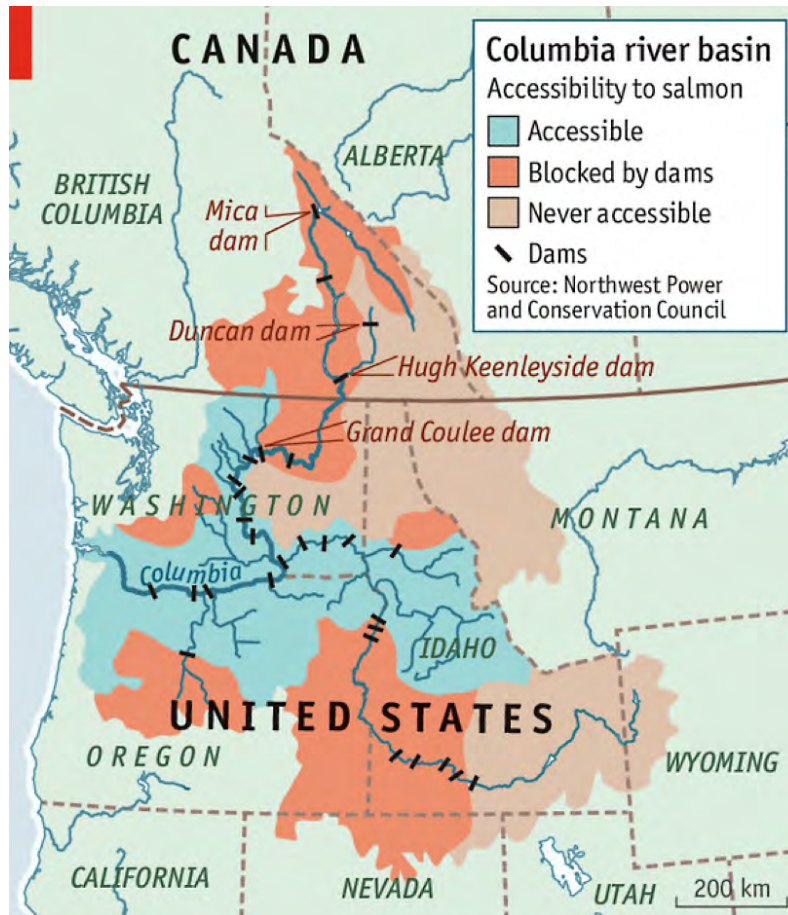 CANADA
Columbia river basin
Accessibility to salmon
Accessible
Blocked by dams
Never accessible
Dams
Source: Northwest Power
and Conservation Council
ALBERTA
BRITISH
COLUMBIA
Mica
dam
Duncan dam
Hugh Keenleyside dam
Grand Coulee dam
WASHINGTON
MONTANA
Columbia
IDAHO
UNITED STATES
OREGON
WYOMING
CALIFORNIA
NEVADA
UTAH
200 km